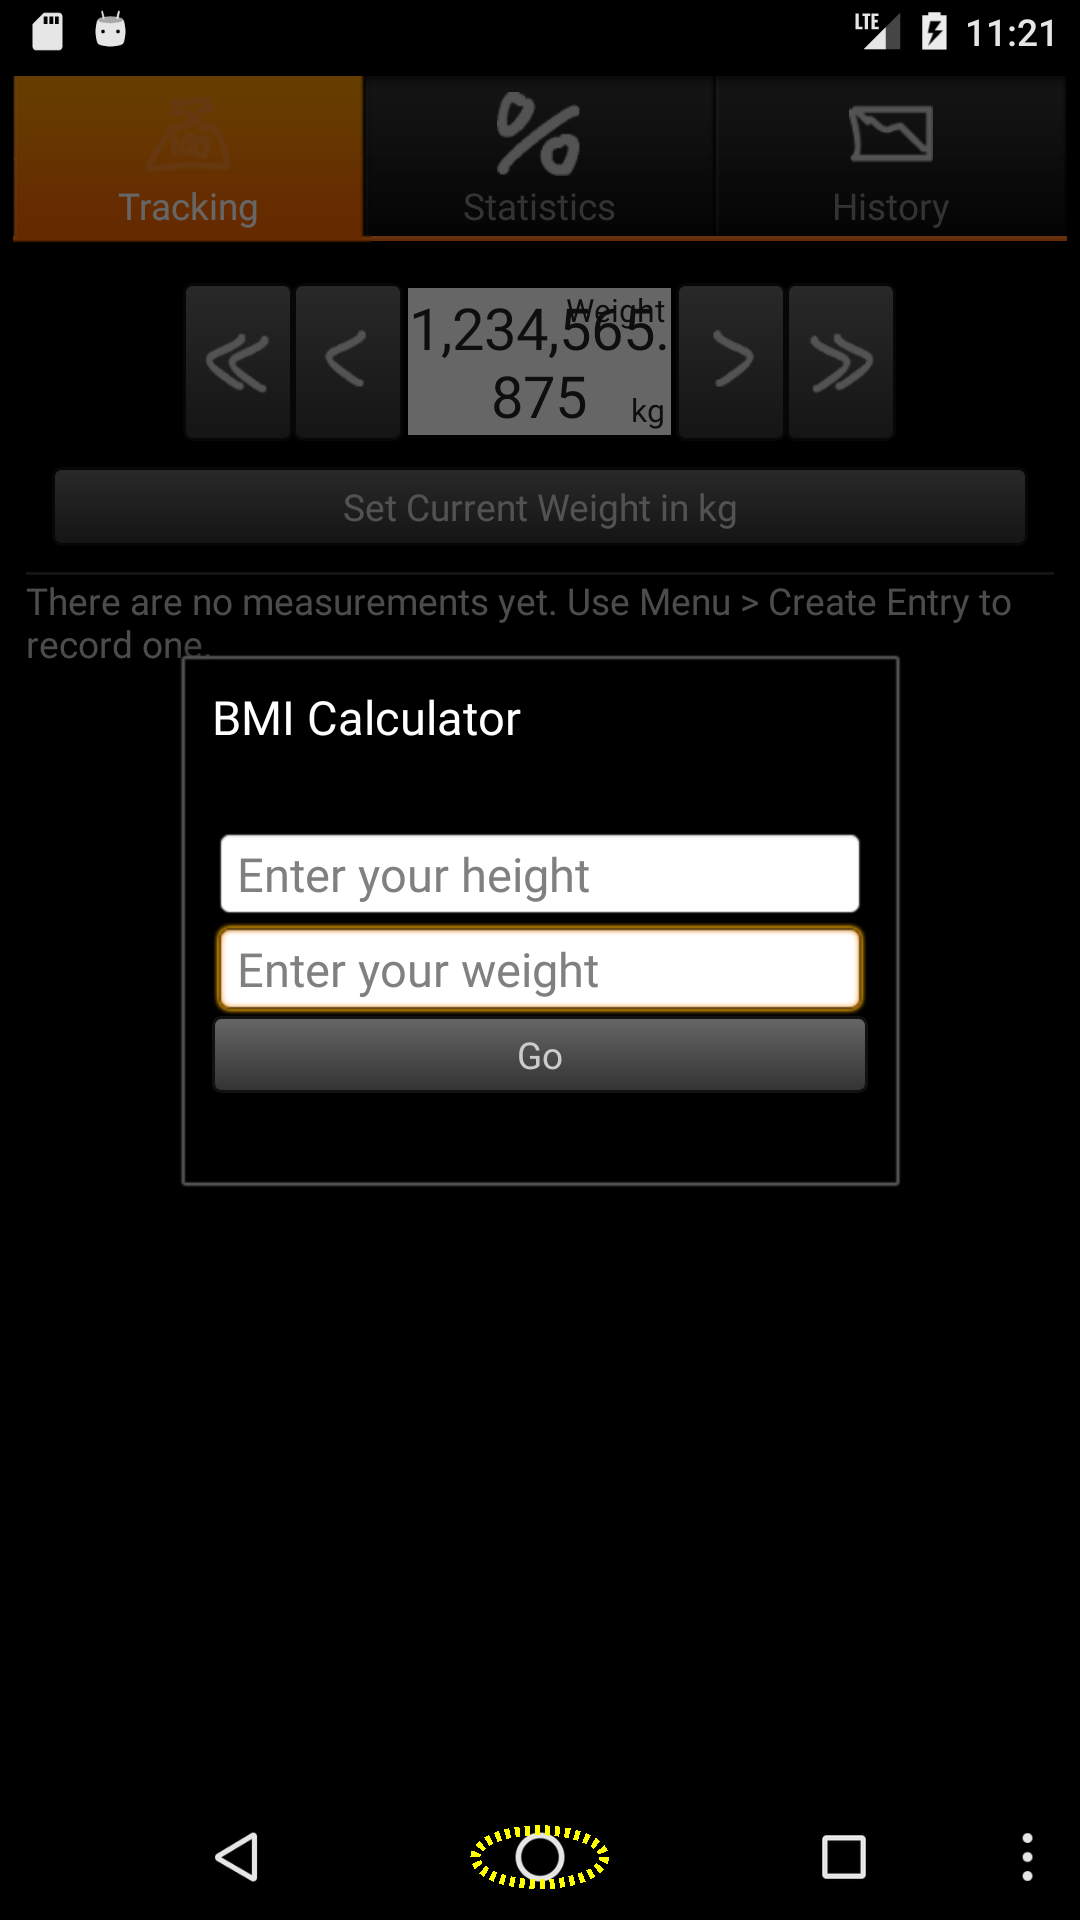 LTE 11:21
Tracking
Statistics
History
Weight
1,234,565.
875
kg
Set Current Weight in kg
There are no measurements yet. Use Menu > Create Entry to
record one.
BMI Calculator
Enter your height
Enter your weight
Go